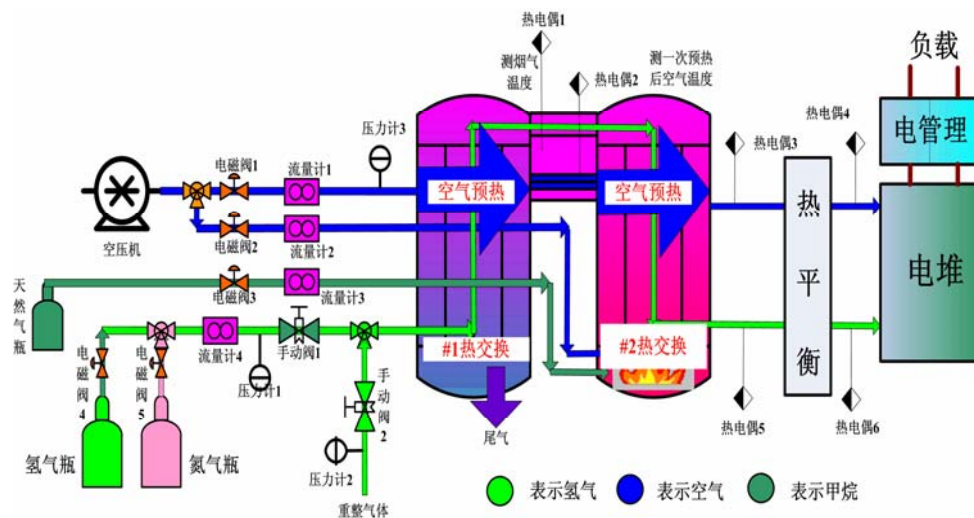 热电偶1
测烟气
温度
热电偶2
测一次预热
后空气温度
负载
电管理
压力计3
热电偶3
热电偶4
电磁阀1
流量计1
空气预热
空气预热
空压机
电磁阀2
流量计2
热
平
衡
电堆
天
然
气
瓶
电磁阀3
流量计3
#1热交换
#2热交换
电
磁
阀
4
电
磁
阀
5
流量计4
压力计1
手动阀1
手
动
阀
2
热电偶5
热电偶6
尾气
氢气瓶
氮气瓶
压力计2
重整气体
表示氢气
表示空气
表示甲烷